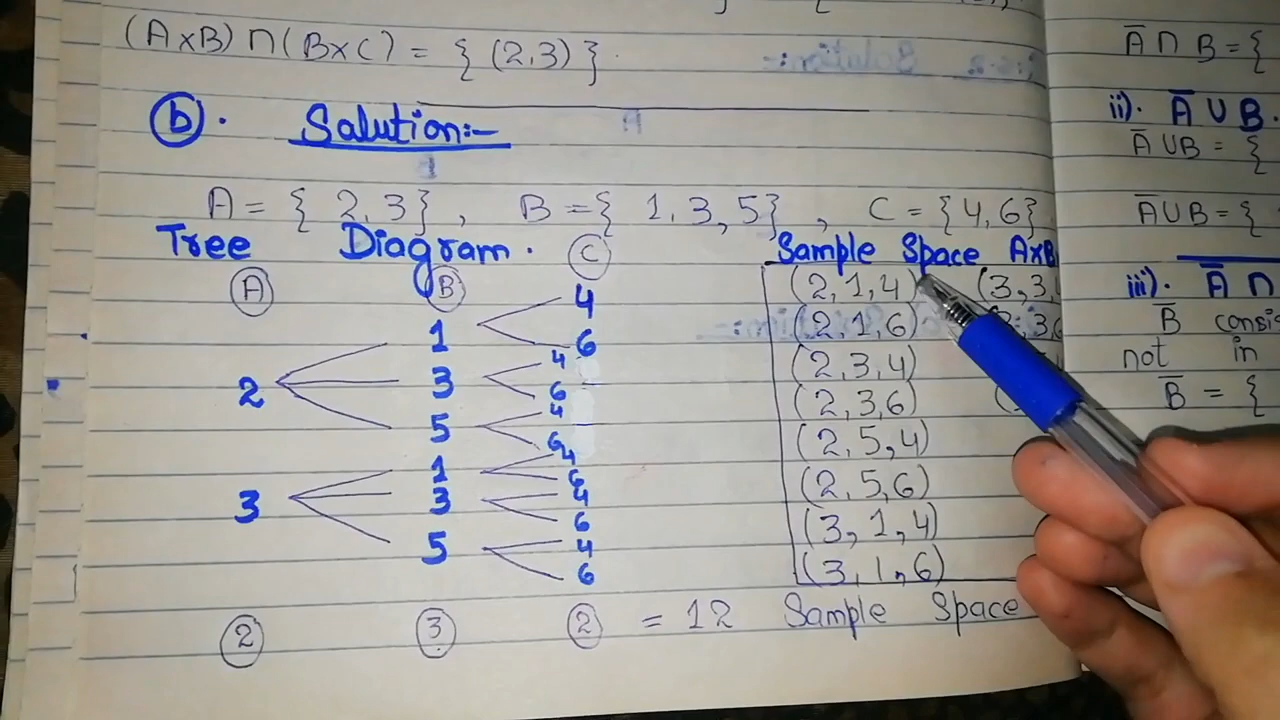 (A×B) ∩ (B×C) = { (2,3) }.
(b). Solution:-
A = { 2,3} , B = { 1,3,5} , C = {4,6}
Tree Diagram. Sample Space A×B
(A) (B) (C)
2 1 4
6
3 4
6
5 4
6
3 1 4
6
3 4
6
5 4
6
(2,1,4) (3,3,
(2,1,6)
(2,3,4)
(2,3,6)
(2,5,4)
(2,5,6)
(3,1,4)
(3,1,6)
(2) (3) (2) = 12 Sample Space
A̅ ∩ B = {
ii). A̅ ∪ B.
A̅ ∪B = {
A̅∪B = {
iii). A̅ ∩
B̅ consis
not in
B̅ = {